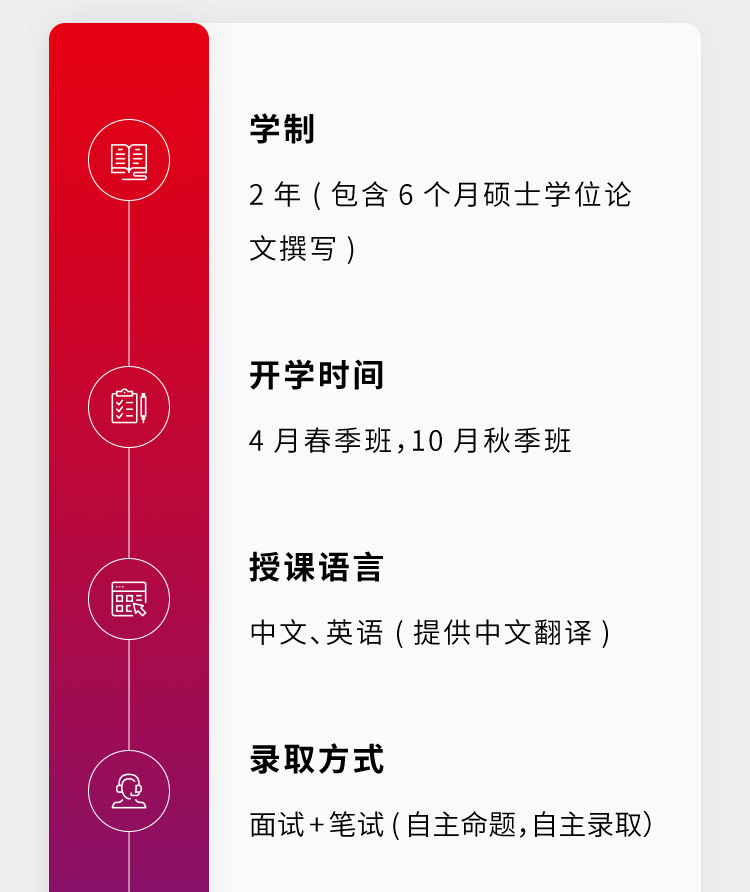 学制
2 年 ( 包含 6 个月硕士学位论
文撰写 )
开学时间
4 月春季班，10 月秋季班
授课语言
中文、英语 ( 提供中文翻译 )
录取方式
面试+笔试 ( 自主命题，自主录取）